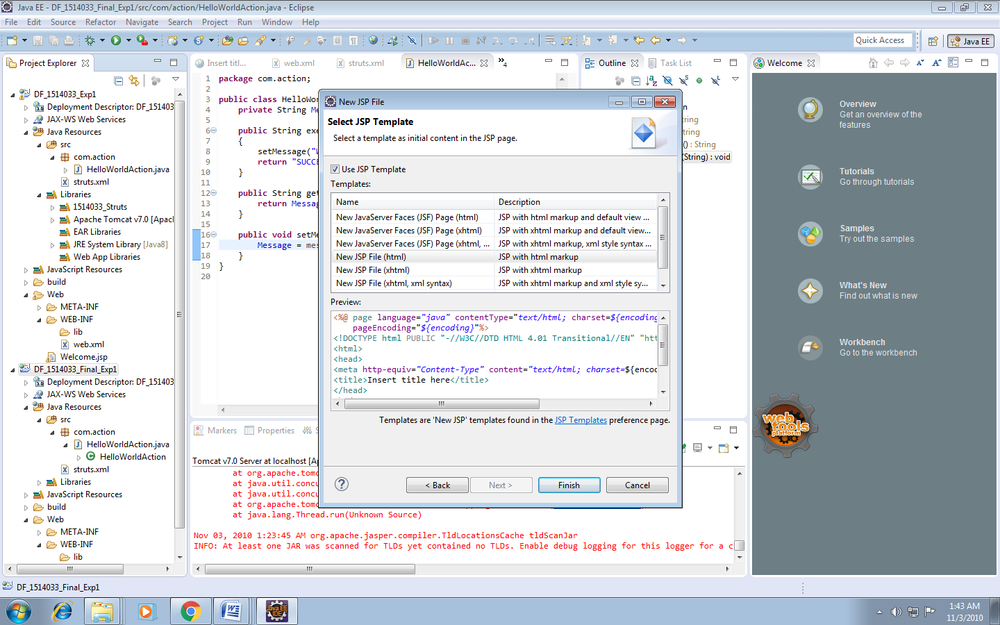 Java EE - DF_1514033_Final_Exp1/src/com/action/HelloWorldAction.java - Eclipse
File Edit Source Refactor Navigate Search Project Run Window Help
Quick Access
Java EE
Project Explorer
DF_1514033_Exp1
Deployment Descriptor: DF_151403
JAX-WS Web Services
Java Resources
src
com.action
HelloWorldAction.java
struts.xml
Libraries
1514033_Struts
Apache Tomcat v7.0 [Apacl
EAR Libraries
JRE System Library [Java8]
Web App Libraries
JavaScript Resources
build
Web
META-INF
WEB-INF
lib
web.xml
Welcome.jsp
DF_1514033_Final_Exp1
Deployment Descriptor: DF_151403
JAX-WS Web Services
Java Resources
src
com.action
HelloWorldAction.java
HelloWorldAction
struts.xml
Libraries
JavaScript Resources
build
Web
META-INF
WEB-INF
lib
Insert titl...
web.xml
struts.xml
HelloWorldAc...
4
1 package com.action;
2
3 public class HelloWor
4 private String Me
5
6 public String exe
7 {
8 setMessage("W
9 return "SUCCE
10 }
11
12 public String get
13 return Messag
14 }
15
16 public void setMe
17 Message = mes
18 }
19 }
20
Outline
Task List
n
tring
tring
() : String
(String) : void
Welcome
Overview
Get an overview of the
features
Tutorials
Go through tutorials
Samples
Try out the samples
What's New
Find out what is new
Workbench
Go to the workbench
web
tools
platform
New JSP File
Select JSP Template
Select a template as initial content in the JSP page.
Use JSP Template
Templates:
Name Description
New JavaServer Faces (JSF) Page (html) JSP with html markup and default view ...
New JavaServer Faces (JSF) Page (xhtml) JSP with xhtml markup and default view...
New JavaServer Faces (JSF) Page (xhtml, ... JSP with xhtml markup, xml style syntax ...
New JSP File (html) JSP with html markup
New JSP File (xhtml) JSP with xhtml markup
New JSP File (xhtml, xml syntax) JSP with xhtml markup and xml style sy...
Preview:
<%@ page language="java" contentType="text/html; charset=${encoding
pageEncoding="${encoding}"%>
<!DOCTYPE html PUBLIC "-//W3C//DTD HTML 4.01 Transitional//EN" "htt
<html>
<head>
<meta http-equiv="Content-Type" content="text/html; charset=${encod
<title>Insert title here</title>
</head>
Templates are 'New JSP' templates found in the JSP Templates preference page.
< Back
Next >
Finish
Cancel
Markers
Properties
S
Tomcat v7.0 Server at localhost [Ap
at org.apache.tomc
at java.util.concu
at java.util.concu
at org.apache.tomc
at java.lang.Thread.run(Unknown Source)
Nov 03, 2010 1:23:45 AM org.apache.jasper.compiler.TldLocationsCache tldScanJar
INFO: At least one JAR was scanned for TLDs yet contained no TLDs. Enable debug logging for this logger for a c
DF_1514033_Final_Exp1
Java EE
IDE
1:43 AM
11/3/2010